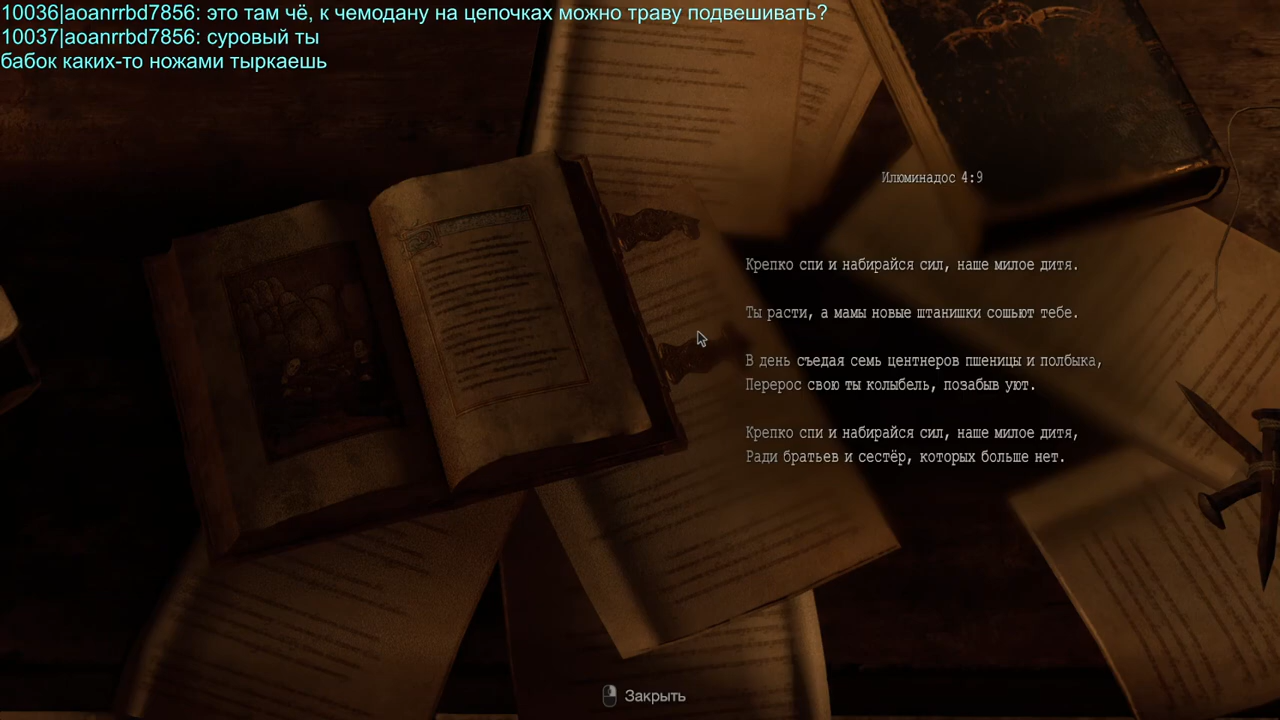 10036|aoanrrbd7856: это там чё, к чемодану на цепочках можно траву подвешивать?
10037|aoanrrbd7856: суровый ты
бабок каких-то ножами тыркаешь
Илюминадос 4:9
Крепко спи и набирайся сил, наше милое дитя.
Ты расти, а мамы новые штанишки сошьют тебе.
В день съедая семь центнеров пшеницы и полбыка,
Перерос свою ты колыбель, позабыв уют.
Крепко спи и набирайся сил, наше милое дитя,
Ради братьев и сестёр, которых больше нет.
Закрыть